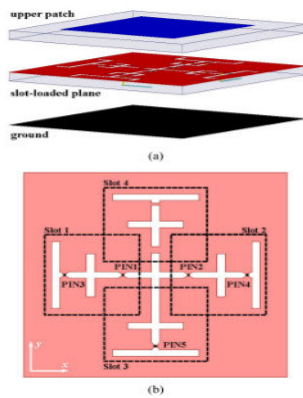 upper patch
slot-loaded plane
ground
(a)
Slot 4
Slot 1
Slot 2
PIN1
PIN2
PIN3
PIN4
Slot 3
PIN5
y
x
(b)